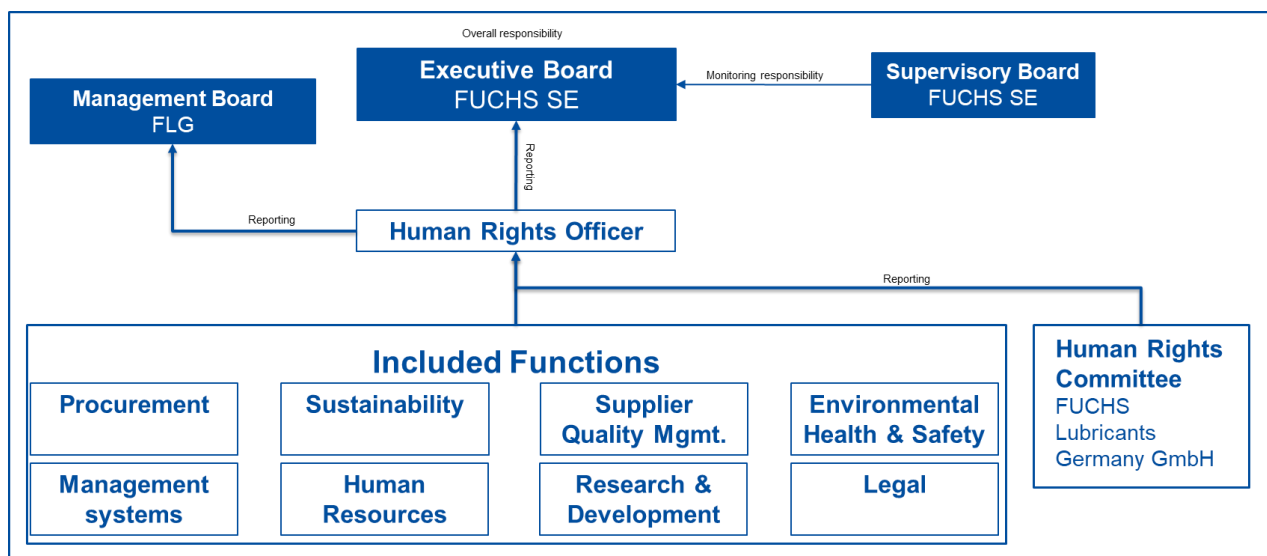 Overall responsibility
Executive Board
FUCHS SE
Monitoring responsibility
Supervisory Board
FUCHS SE
Management Board
FLG
Reporting
Reporting
Human Rights Officer
Reporting
Included Functions
Procurement
Sustainability
Supplier
Quality Mgmt.
Environmental
Health & Safety
Management
systems
Human
Resources
Research &
Development
Legal
Human Rights
Committee
FUCHS
Lubricants
Germany GmbH